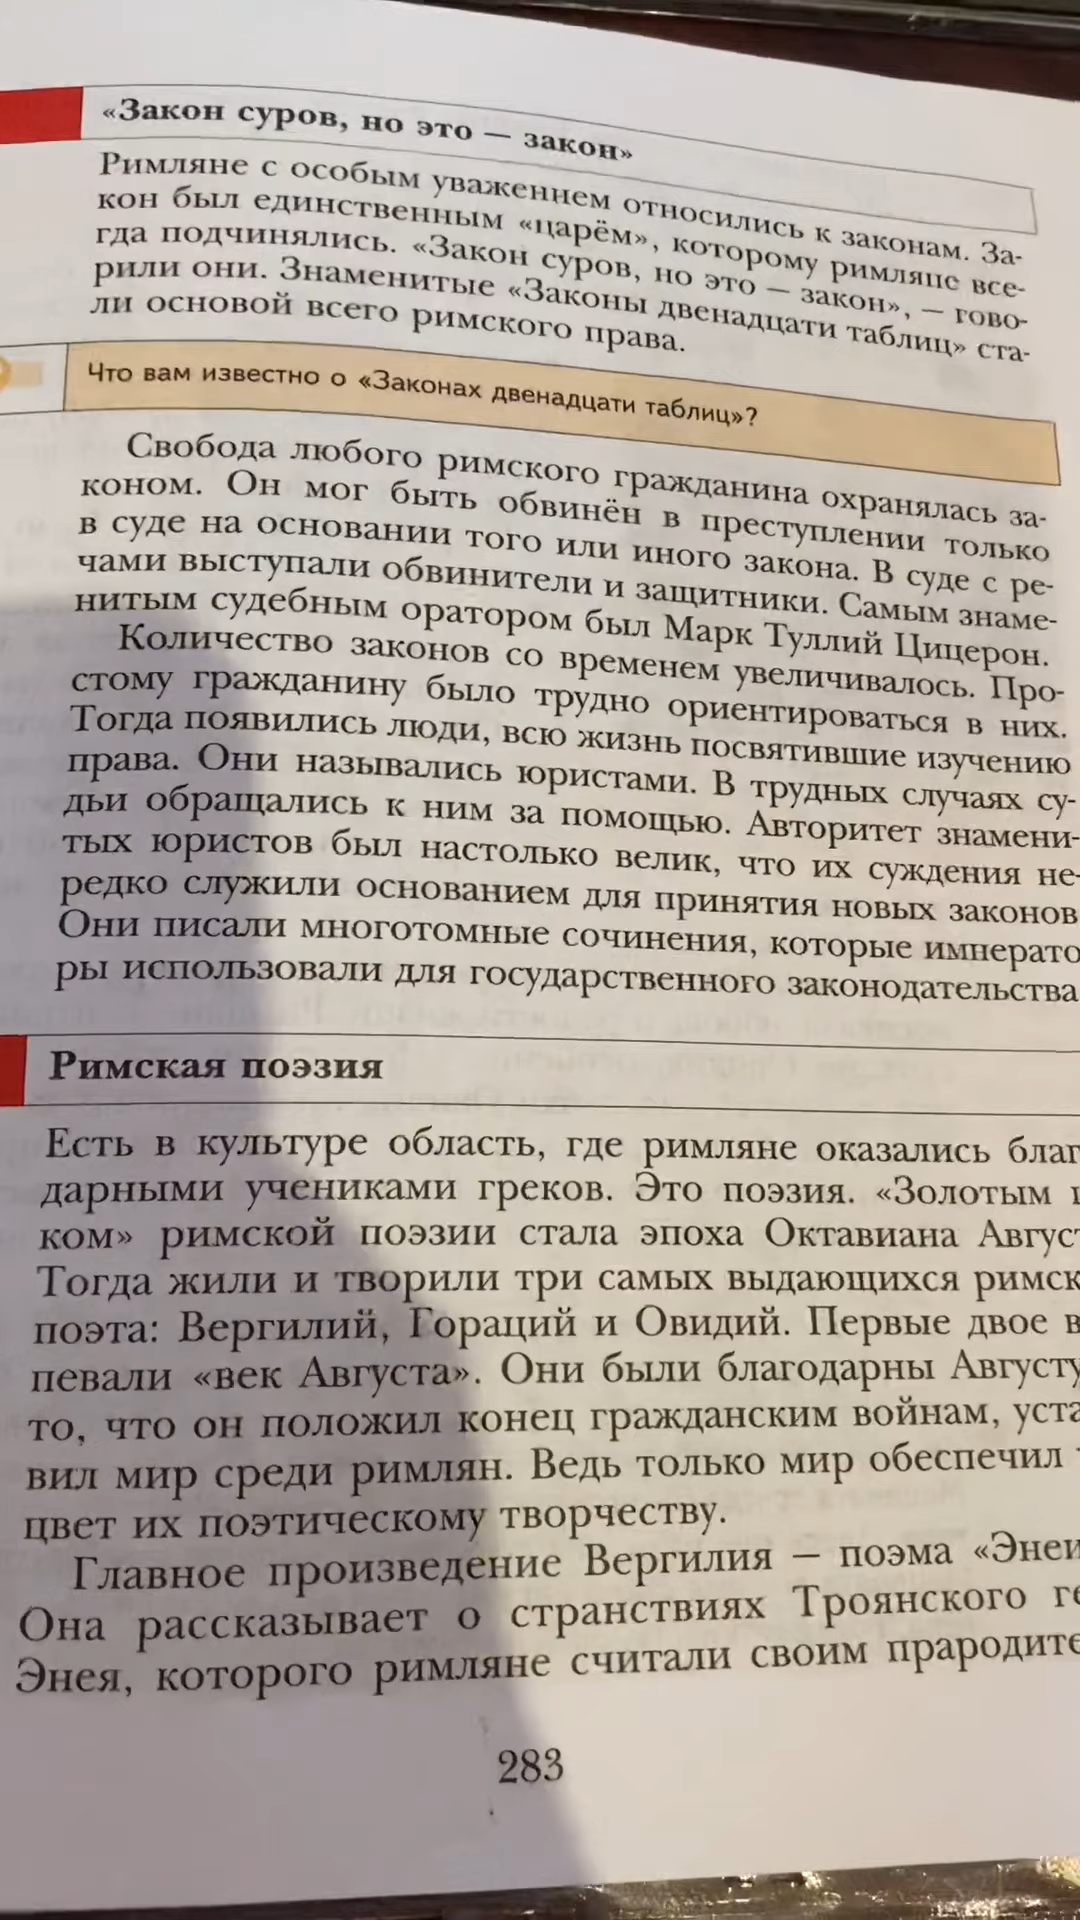 «Закон суров, но это — закон»
Римляне с особым уважением относились к законам. За-
кон был единственным «царём», которому римляне все-
гда подчинялись. «Закон суров, но это — закон», — гово-
рили они. Знаменитые «Законы двенадцати таблиц» ста-
ли основой всего римского права.
Что вам известно о «Законах двенадцати таблиц»?
Свобода любого римского гражданина охранялась за-
коном. Он мог быть обвинён в преступлении только
в суде на основании того или иного закона. В суде с ре-
чами выступали обвинители и защитники. Самым знаме-
нитым судебным оратором был Марк Туллий Цицерон.
Количество законов со временем увеличивалось. Про-
стому гражданину было трудно ориентироваться в них.
Тогда появились люди, всю жизнь посвятившие изучению
права. Они назывались юристами. В трудных случаях су-
дьи обращались к ним за помощью. Авторитет знамени-
тых юристов был настолько велик, что их суждения не-
редко служили основанием для принятия новых законов
Они писали многотомные сочинения, которые императо
ры использовали для государственного законодательства
Римская поэзия
Есть в культуре область, где римляне оказались благ
дарными учениками греков. Это поэзия. «Золотым
ком» римской поэзии стала эпоха Октавиана Август
Тогда жили и творили три самых выдающихся римск
поэта: Вергилий, Гораций и Овидий. Первые двое в
певали «век Августа». Они были благодарны Августу
то, что он положил конец гражданским войнам, уста
вил мир среди римлян. Ведь только мир обеспечил
цвет их поэтическому творчеству.
Главное произведение Вергилия — поэма «Энеи
Она рассказывает о странствиях Троянского ге
Энея, которого римляне считали своим прародите
283